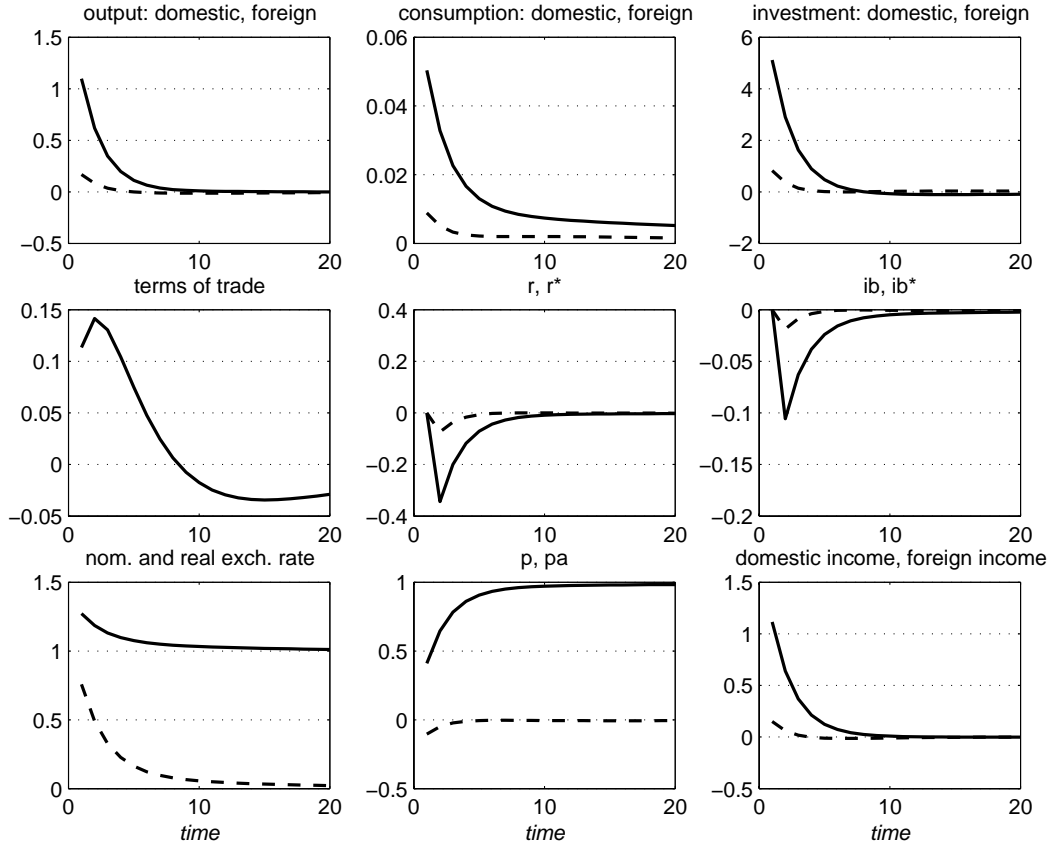 output: domestic, foreign
1.5
1
0.5
0
−0.5
0 10 20
consumption: domestic, foreign
0.06
0.04
0.02
0
0 10 20
investment: domestic, foreign
6
4
2
0
−2
0 10 20
terms of trade
0.15
0.1
0.05
0
−0.05
0 10 20
r, r*
0.4
0.2
0
−0.2
−0.4
0 10 20
ib, ib*
0
−0.05
−0.1
−0.15
−0.2
0 10 20
nom. and real exch. rate
1.5
1
0.5
0
0 10 20
time
p, pa
1
0.5
0
−0.5
0 10 20
time
domestic income, foreign income
1.5
1
0.5
0
−0.5
0 10 20
time